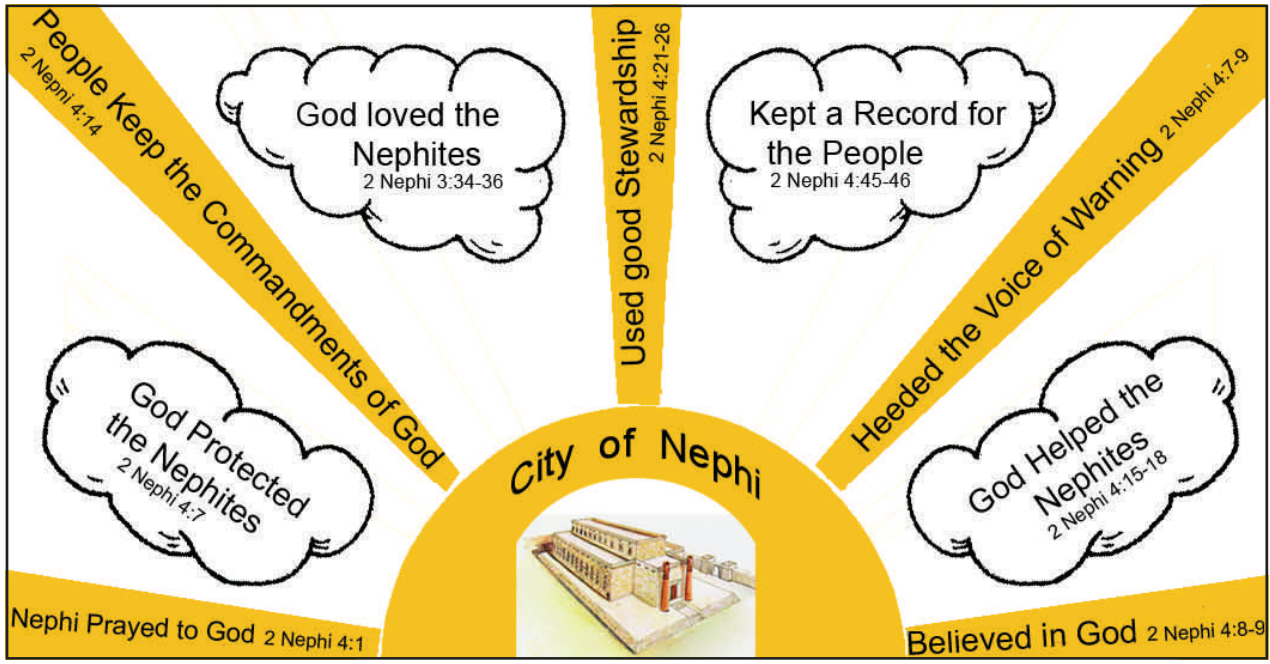 People Keep the Commandments of God
2 Nepni 4:14
God loved the
Nephites
2 Nephi 3:34-36
Used good Stewardship
2 Nephi 4:21-26
Kept a Record for
the People
2 Nephi 4:45-46
Heeded the Voice of Warning 2 Nephi 4:7-9
God Protected
the Nephites
2 Nephi 4:7
City of Nephi
God Helped the
Nephites
2 Nephi 4:15-18
Nephi Prayed to God 2 Nephi 4:1
Believed in God 2 Nephi 4:8-9